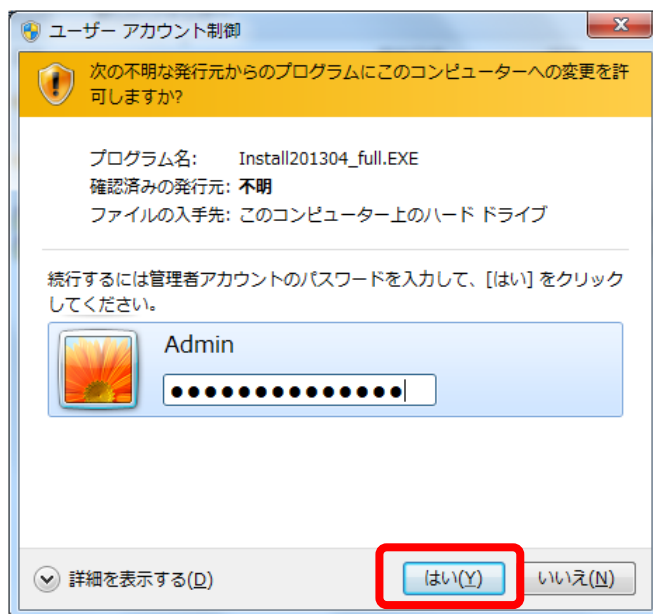 ユーザー アカウント制御
次の不明な発行元からのプログラムにこのコンピューターへの変更を許
可しますか?
プログラム名: Install201304_full.EXE
確認済みの発行元: 不明
ファイルの入手先: このコンピューター上のハード ドライブ
続行するには管理者アカウントのパスワードを入力して、[はい] をクリック
してください。
Admin
●●●●●●●●●●●●●●
詳細を表示する(D)
はい(Y)
いいえ(N)